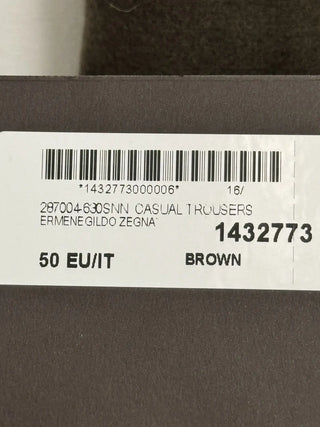 *1432773000006* 16/
287004-630SNN CASUAL TROUSERS
ERMENEGILDO ZEGNA
1432773
50 EU/IT BROWN